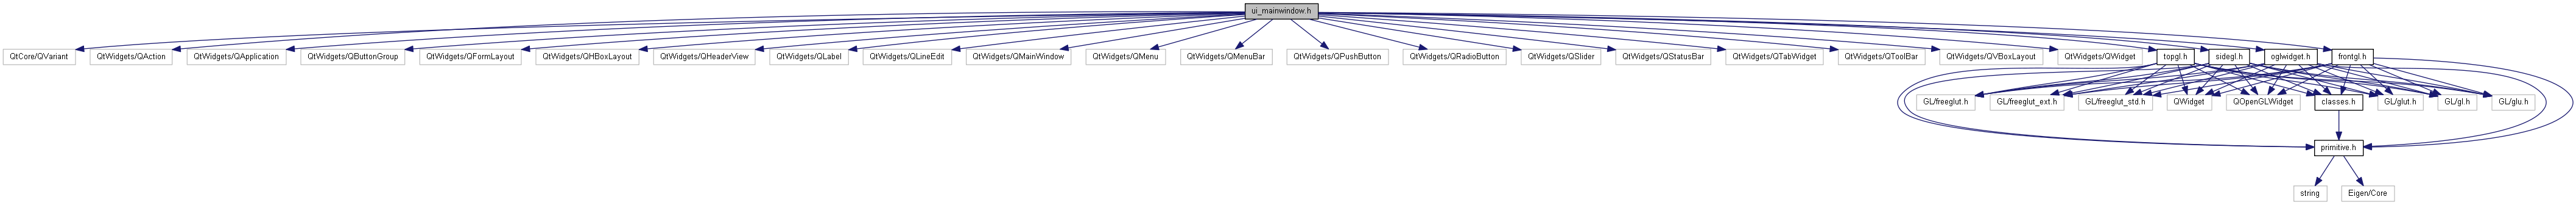 ui_mainwindow.h
QtCore/QVariant
QtWidgets/QAction
QtWidgets/QApplication
QtWidgets/QButtonGroup
QtWidgets/QFormLayout
QtWidgets/QHBoxLayout
QtWidgets/QHeaderView
QtWidgets/QLabel
QtWidgets/QLineEdit
QtWidgets/QMainWindow
QtWidgets/QMenu
QtWidgets/QMenuBar
QtWidgets/QPushButton
QtWidgets/QRadioButton
QtWidgets/QSlider
QtWidgets/QStatusBar
QtWidgets/QTabWidget
QtWidgets/QToolBar
QtWidgets/QVBoxLayout
QtWidgets/QWidget
topgl.h
sidegl.h
oglwidget.h
frontgl.h
GL/freeglut.h
GL/freeglut_ext.h
GL/freeglut_std.h
QWidget
QOpenGLWidget
classes.h
GL/glut.h
GL/gl.h
GL/glu.h
primitive.h
string
Eigen/Core